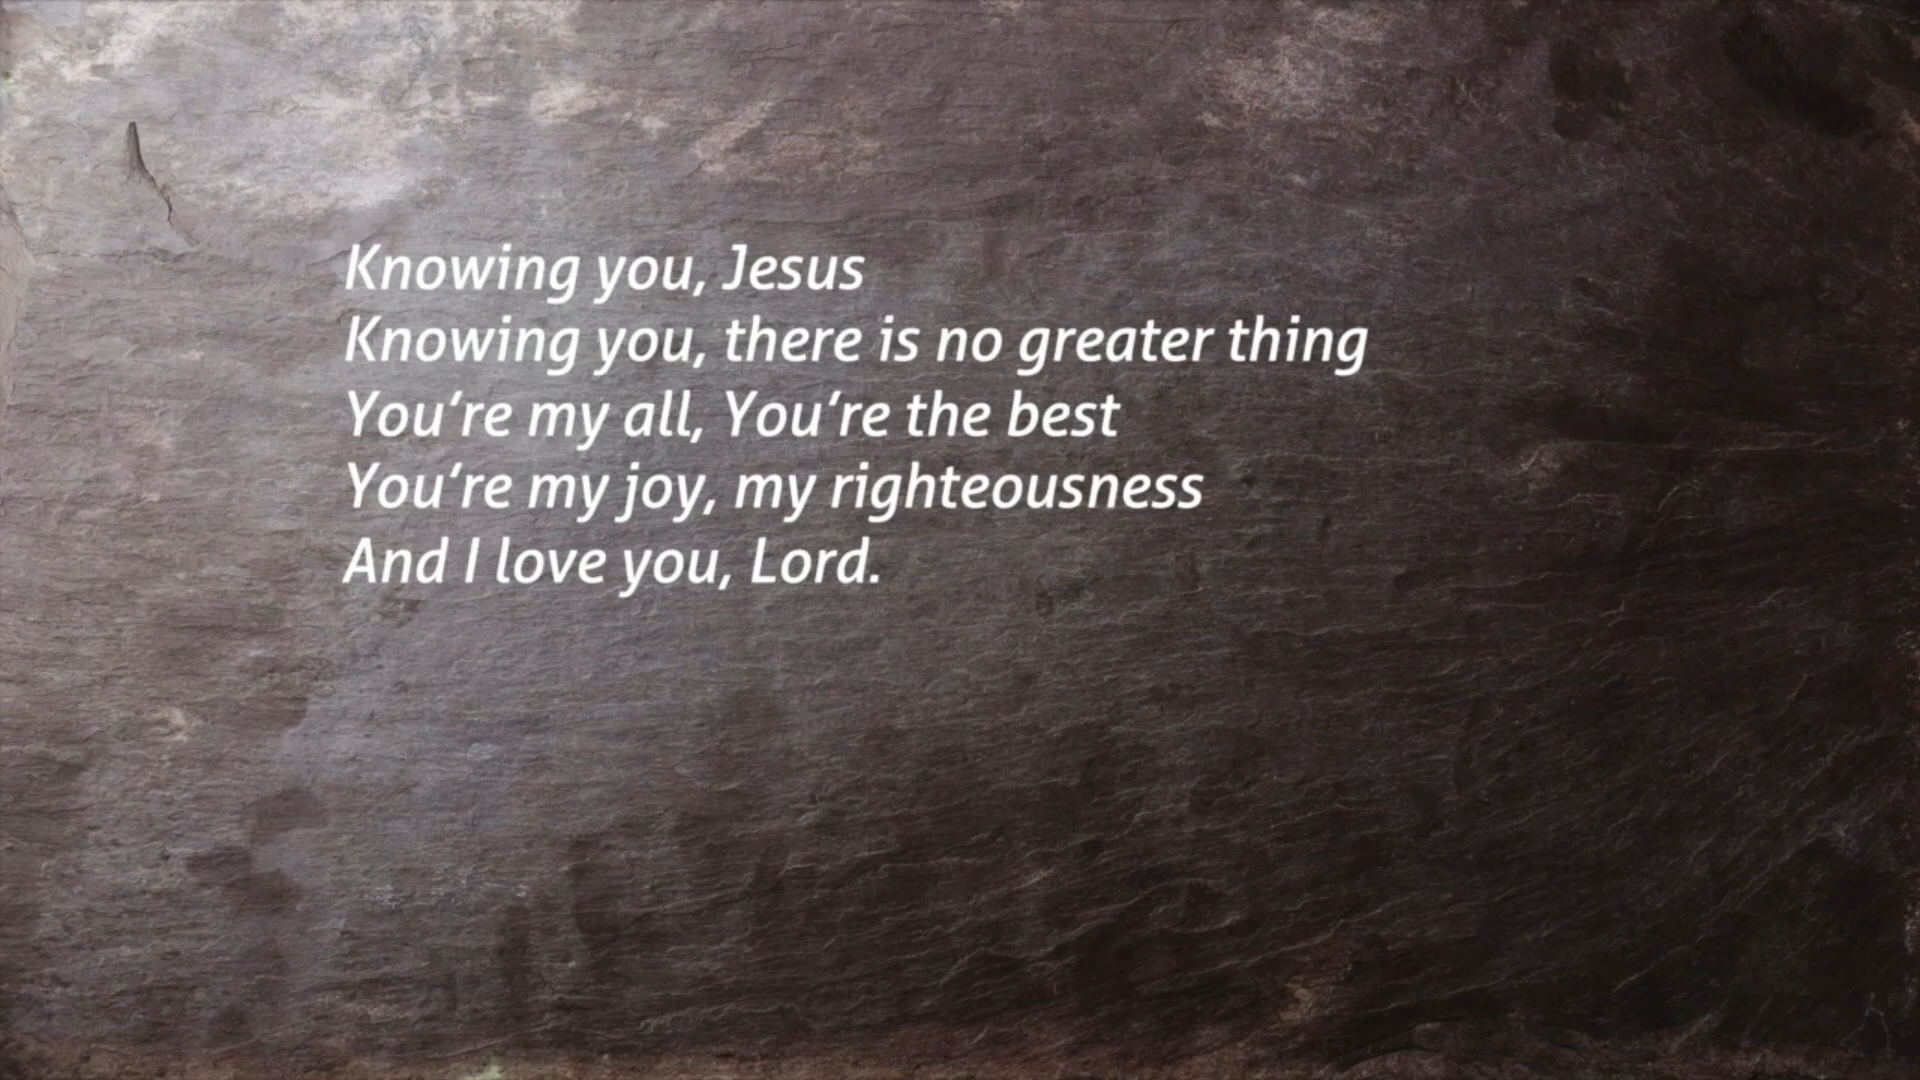 Knowing you, Jesus
Knowing you, there is no greater thing
You’re my all, You’re the best
You’re my joy, my righteousness
And I love you, Lord.